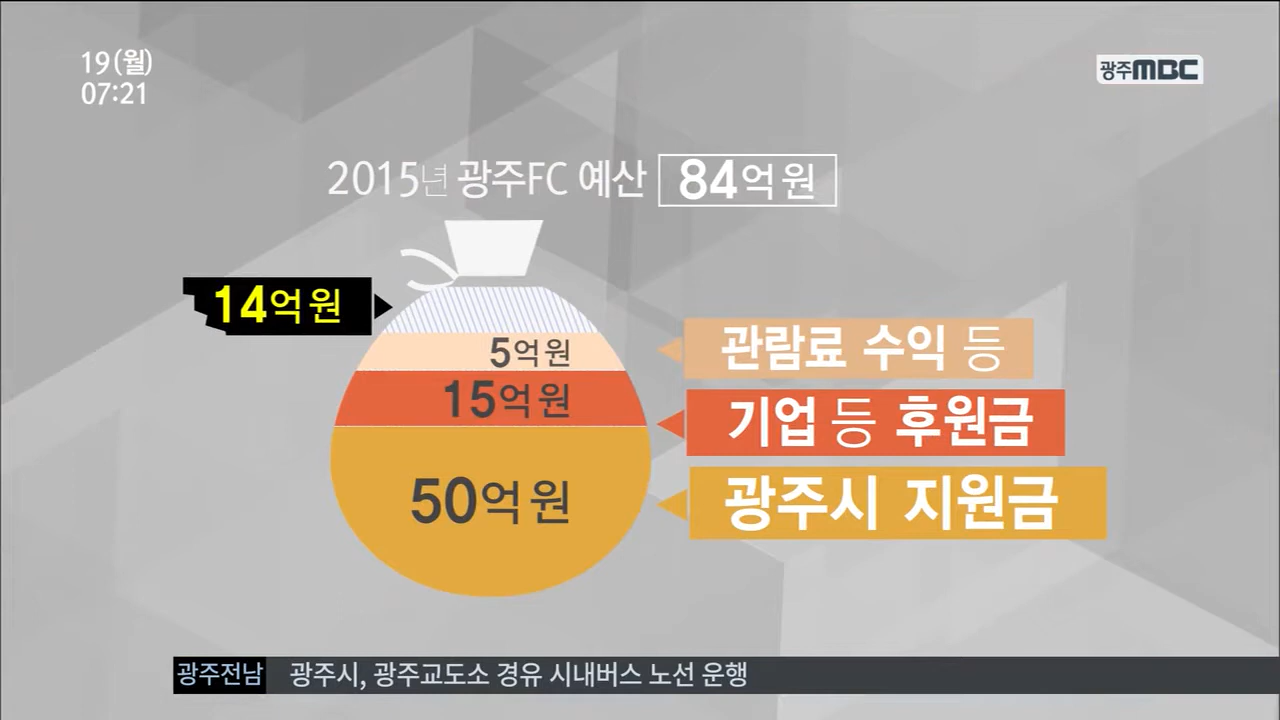 19(월)
07:21
광주MBC
2015년 광주FC 예산 84억원
14억원
5억원
관람료 수익 등
15억원
기업 등 후원금
50억원
광주시 지원금
광주전남 광주시, 광주교도소 경유 시내버스 노선 운행